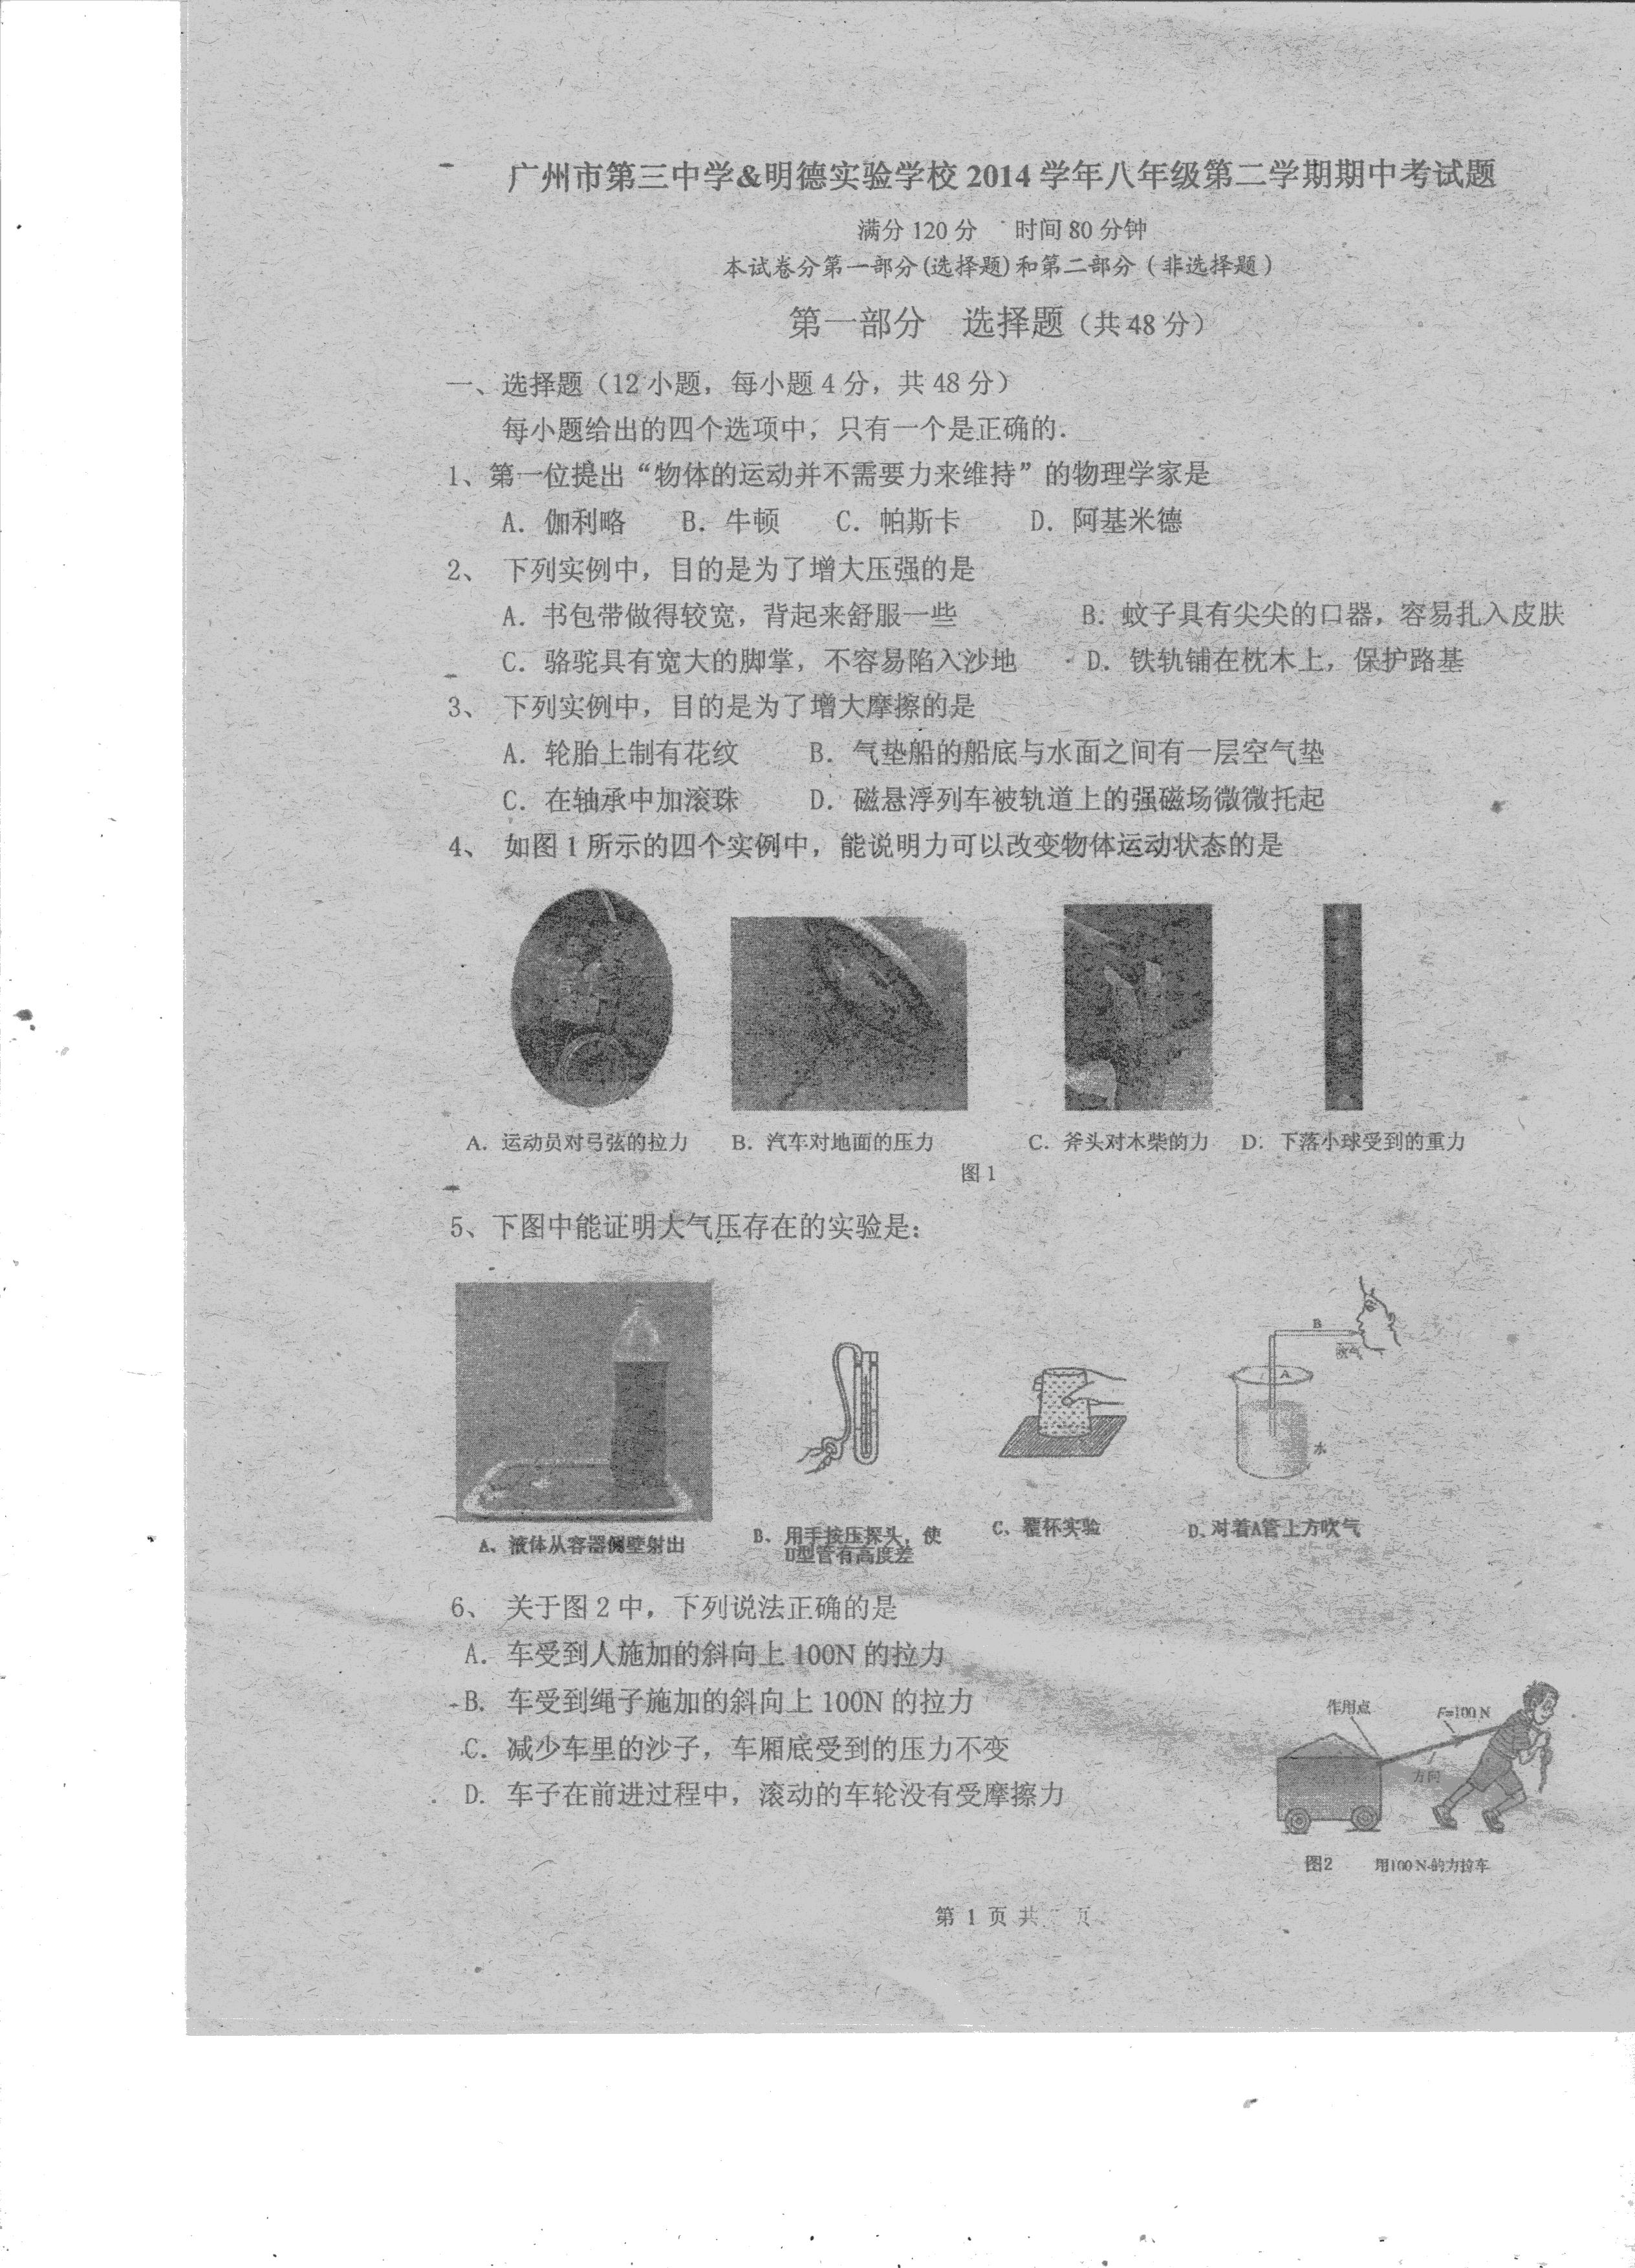 广州市第三中学&明德实验学校 2014 学年八年级第二学期期中考试题
满分 120 分 时间 80 分钟
本试卷分第一部分(选择题)和第二部分(非选择题)
第一部分 选择题(共 48 分)
一、选择题(12 小题,每小题 4 分,共 48 分)
每小题给出的四个选项中,只有一个是正确的.
1、第一位提出“物体的运动并不需要力来维持”的物理学家是
A. 伽利略 B. 牛顿 C. 帕斯卡 D. 阿基米德
2、 下列实例中,目的是为了增大压强的是
A. 书包带做得较宽,背起来舒服一些 B. 蚊子具有尖尖的口器,容易扎入皮肤
C. 骆驼具有宽大的脚掌,不容易陷入沙地 D. 铁轨铺在枕木上,保护路基
3、 下列实例中,目的是为了增大摩擦的是
A. 轮胎上制有花纹 B. 气垫船的船底与水面之间有一层空气垫
C. 在轴承中加滚珠 D. 磁悬浮列车被轨道上的强磁场微微托起
4、 如图 1 所示的四个实例中,能说明力可以改变物体运动状态的是
A. 运动员对弓弦的拉力 B. 汽车对地面的压力 C. 斧头对木柴的力 D. 下落小球受到的重力
图 1
5、下图中能证明大气压存在的实验是:
B
吹气
A
水
A、液体从容器侧壁射出 B、用手按压探头,使 C、覆杯实验 D、对着A管上方吹气
U型管有高度差
6、 关于图 2 中,下列说法正确的是
A. 车受到人施加的斜向上 100N 的拉力
B. 车受到绳子施加的斜向上 100N 的拉力
C. 减少车里的沙子,车厢底受到的压力不变
D. 车子在前进过程中,滚动的车轮没有受摩擦力
作用点 F=100 N
方向
图2 用100 N的力拉车
第 1 页 共 页